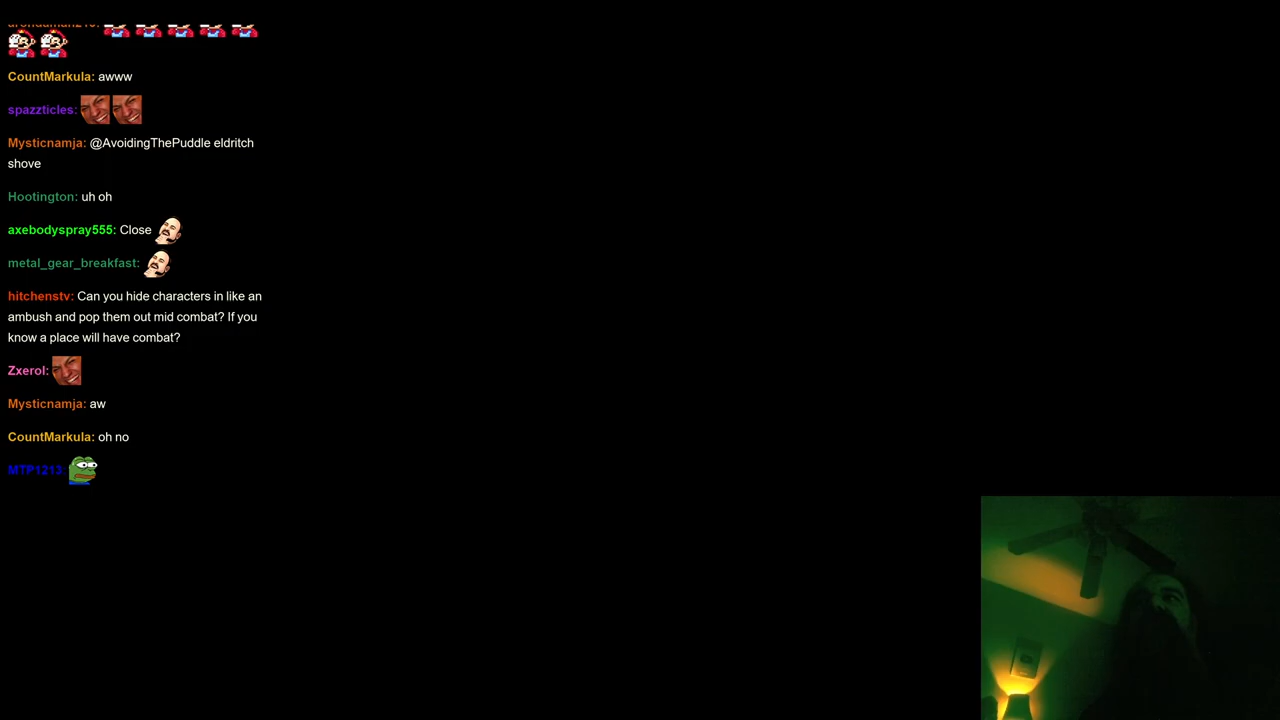 CountMarkula: awww
spazzticles:
Mysticnamja: @AvoidingThePuddle eldritch
shove
Hootington: uh oh
axebodyspray555: Close
metal_gear_breakfast:
hitchenstv: Can you hide characters in like an
ambush and pop them out mid combat? If you
know a place will have combat?
Zxerol:
Mysticnamja: aw
CountMarkula: oh no
MTP1213: